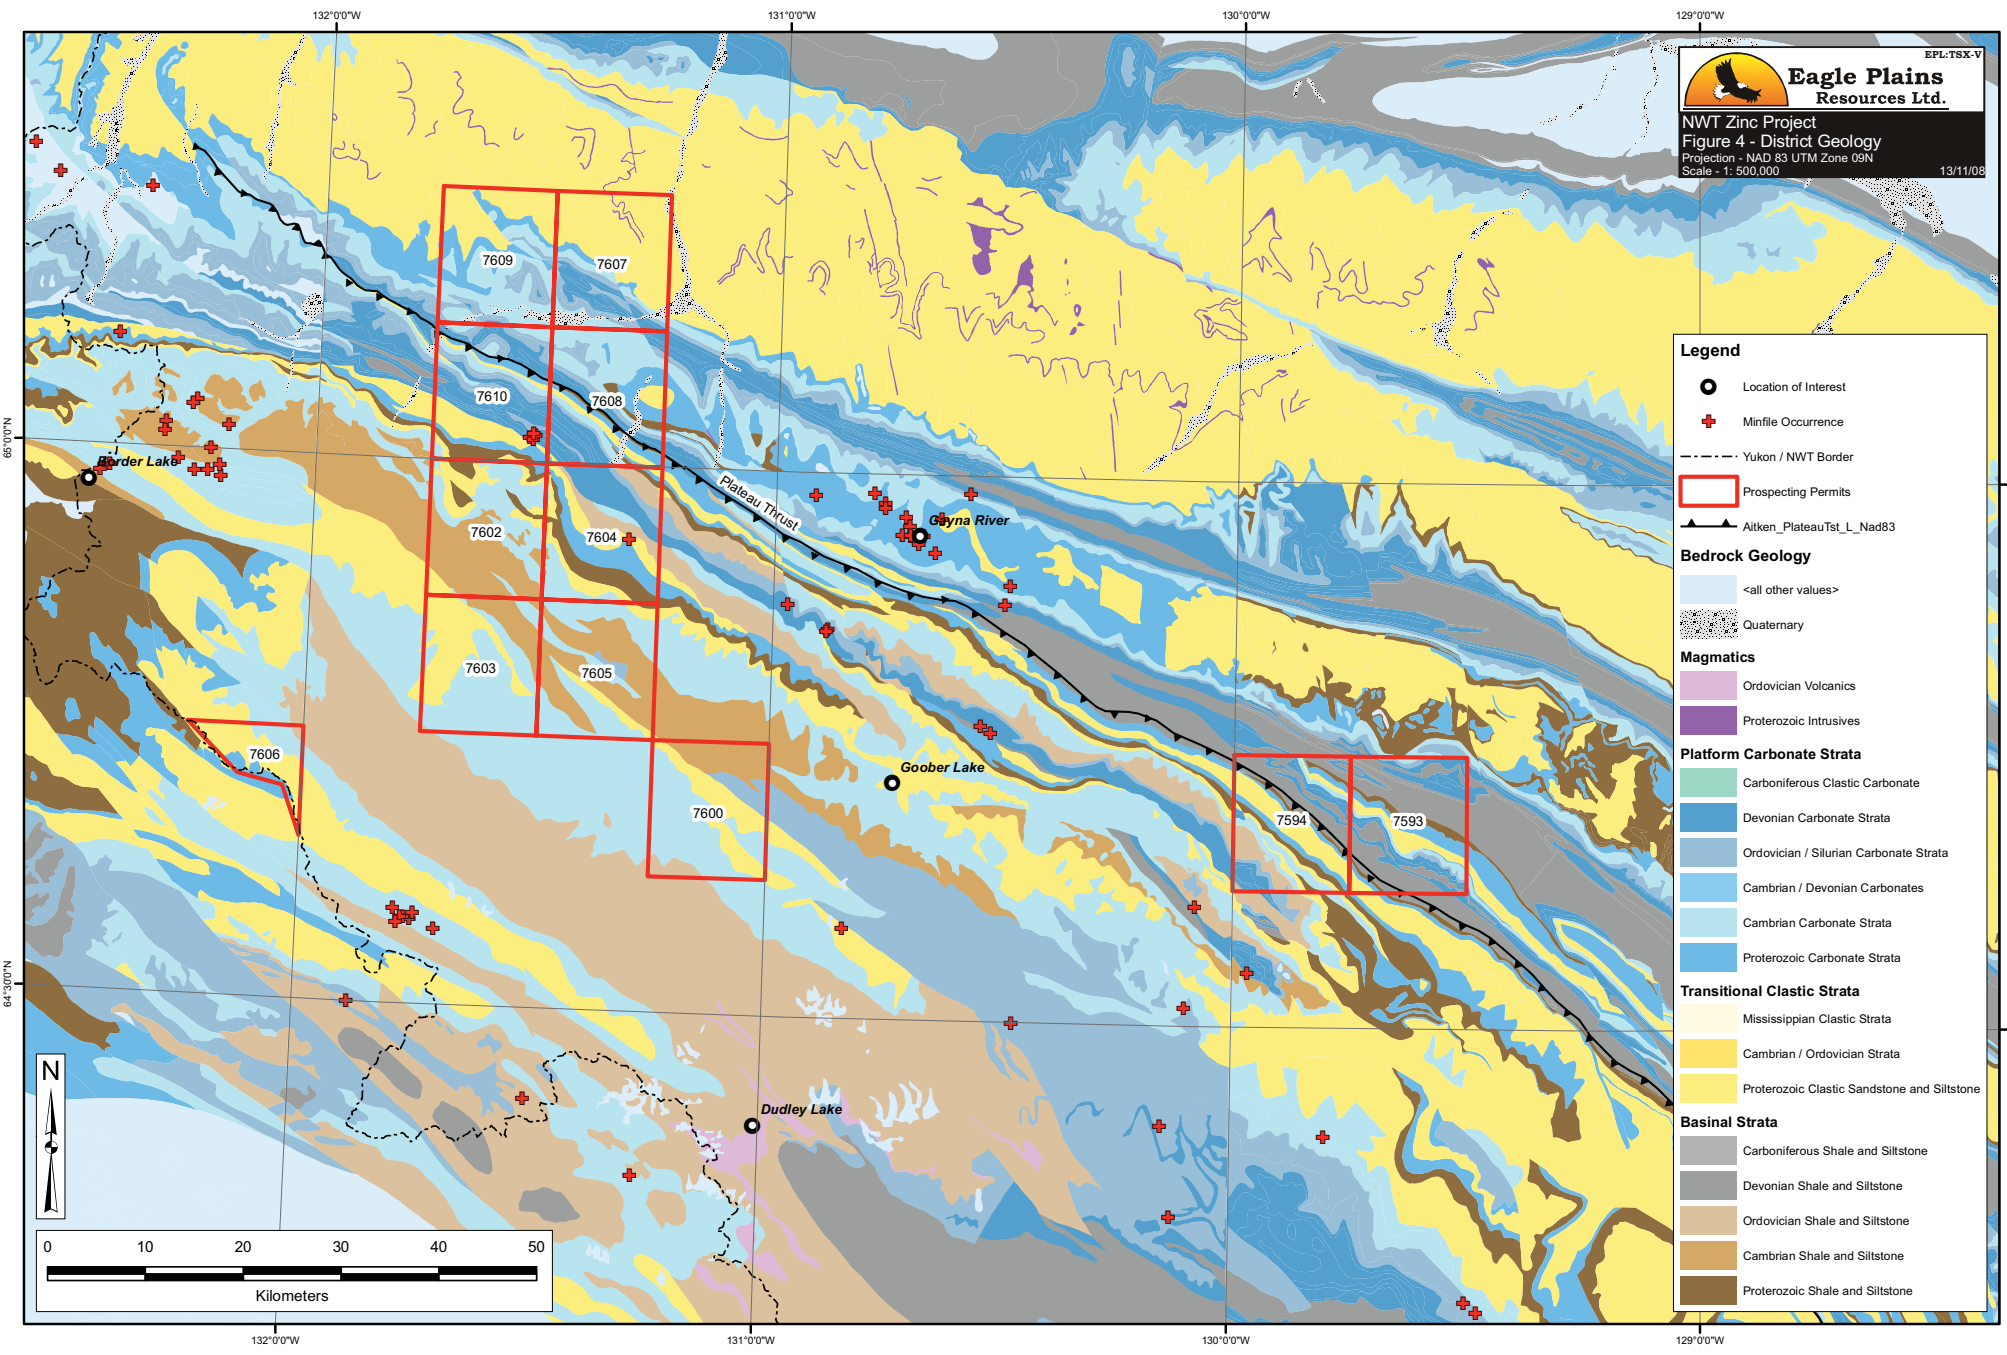 132°0'0"W
131°0'0"W
130°0'0"W
129°0'0"W
EPL:TSX-V
Eagle Plains
Resources Ltd.
NWT Zinc Project
Figure 4 - District Geology
Projection - NAD 83 UTM Zone 09N
Scale - 1: 500,000
13/11/08
7609
7607
7610
7608
65°0'0"N
Border Lake
Plateau Thrust
Gayna River
7602
7604
7603
7605
7606
Goober Lake
7600
7594
7593
64°30'0"N
Dudley Lake
N
0 10 20 30 40 50
Kilometers
Legend
Location of Interest
Minfile Occurrence
Yukon / NWT Border
Prospecting Permits
Aitken_PlateauTst_L_Nad83
Bedrock Geology
<all other values>
Quaternary
Magmatics
Ordovician Volcanics
Proterozoic Intrusives
Platform Carbonate Strata
Carboniferous Clastic Carbonate
Devonian Carbonate Strata
Ordovician / Silurian Carbonate Strata
Cambrian / Devonian Carbonates
Cambrian Carbonate Strata
Proterozoic Carbonate Strata
Transitional Clastic Strata
Mississippian Clastic Strata
Cambrian / Ordovician Strata
Proterozoic Clastic Sandstone and Siltstone
Basinal Strata
Carboniferous Shale and Siltstone
Devonian Shale and Siltstone
Ordovician Shale and Siltstone
Cambrian Shale and Siltstone
Proterozoic Shale and Siltstone
132°0'0"W
131°0'0"W
130°0'0"W
129°0'0"W